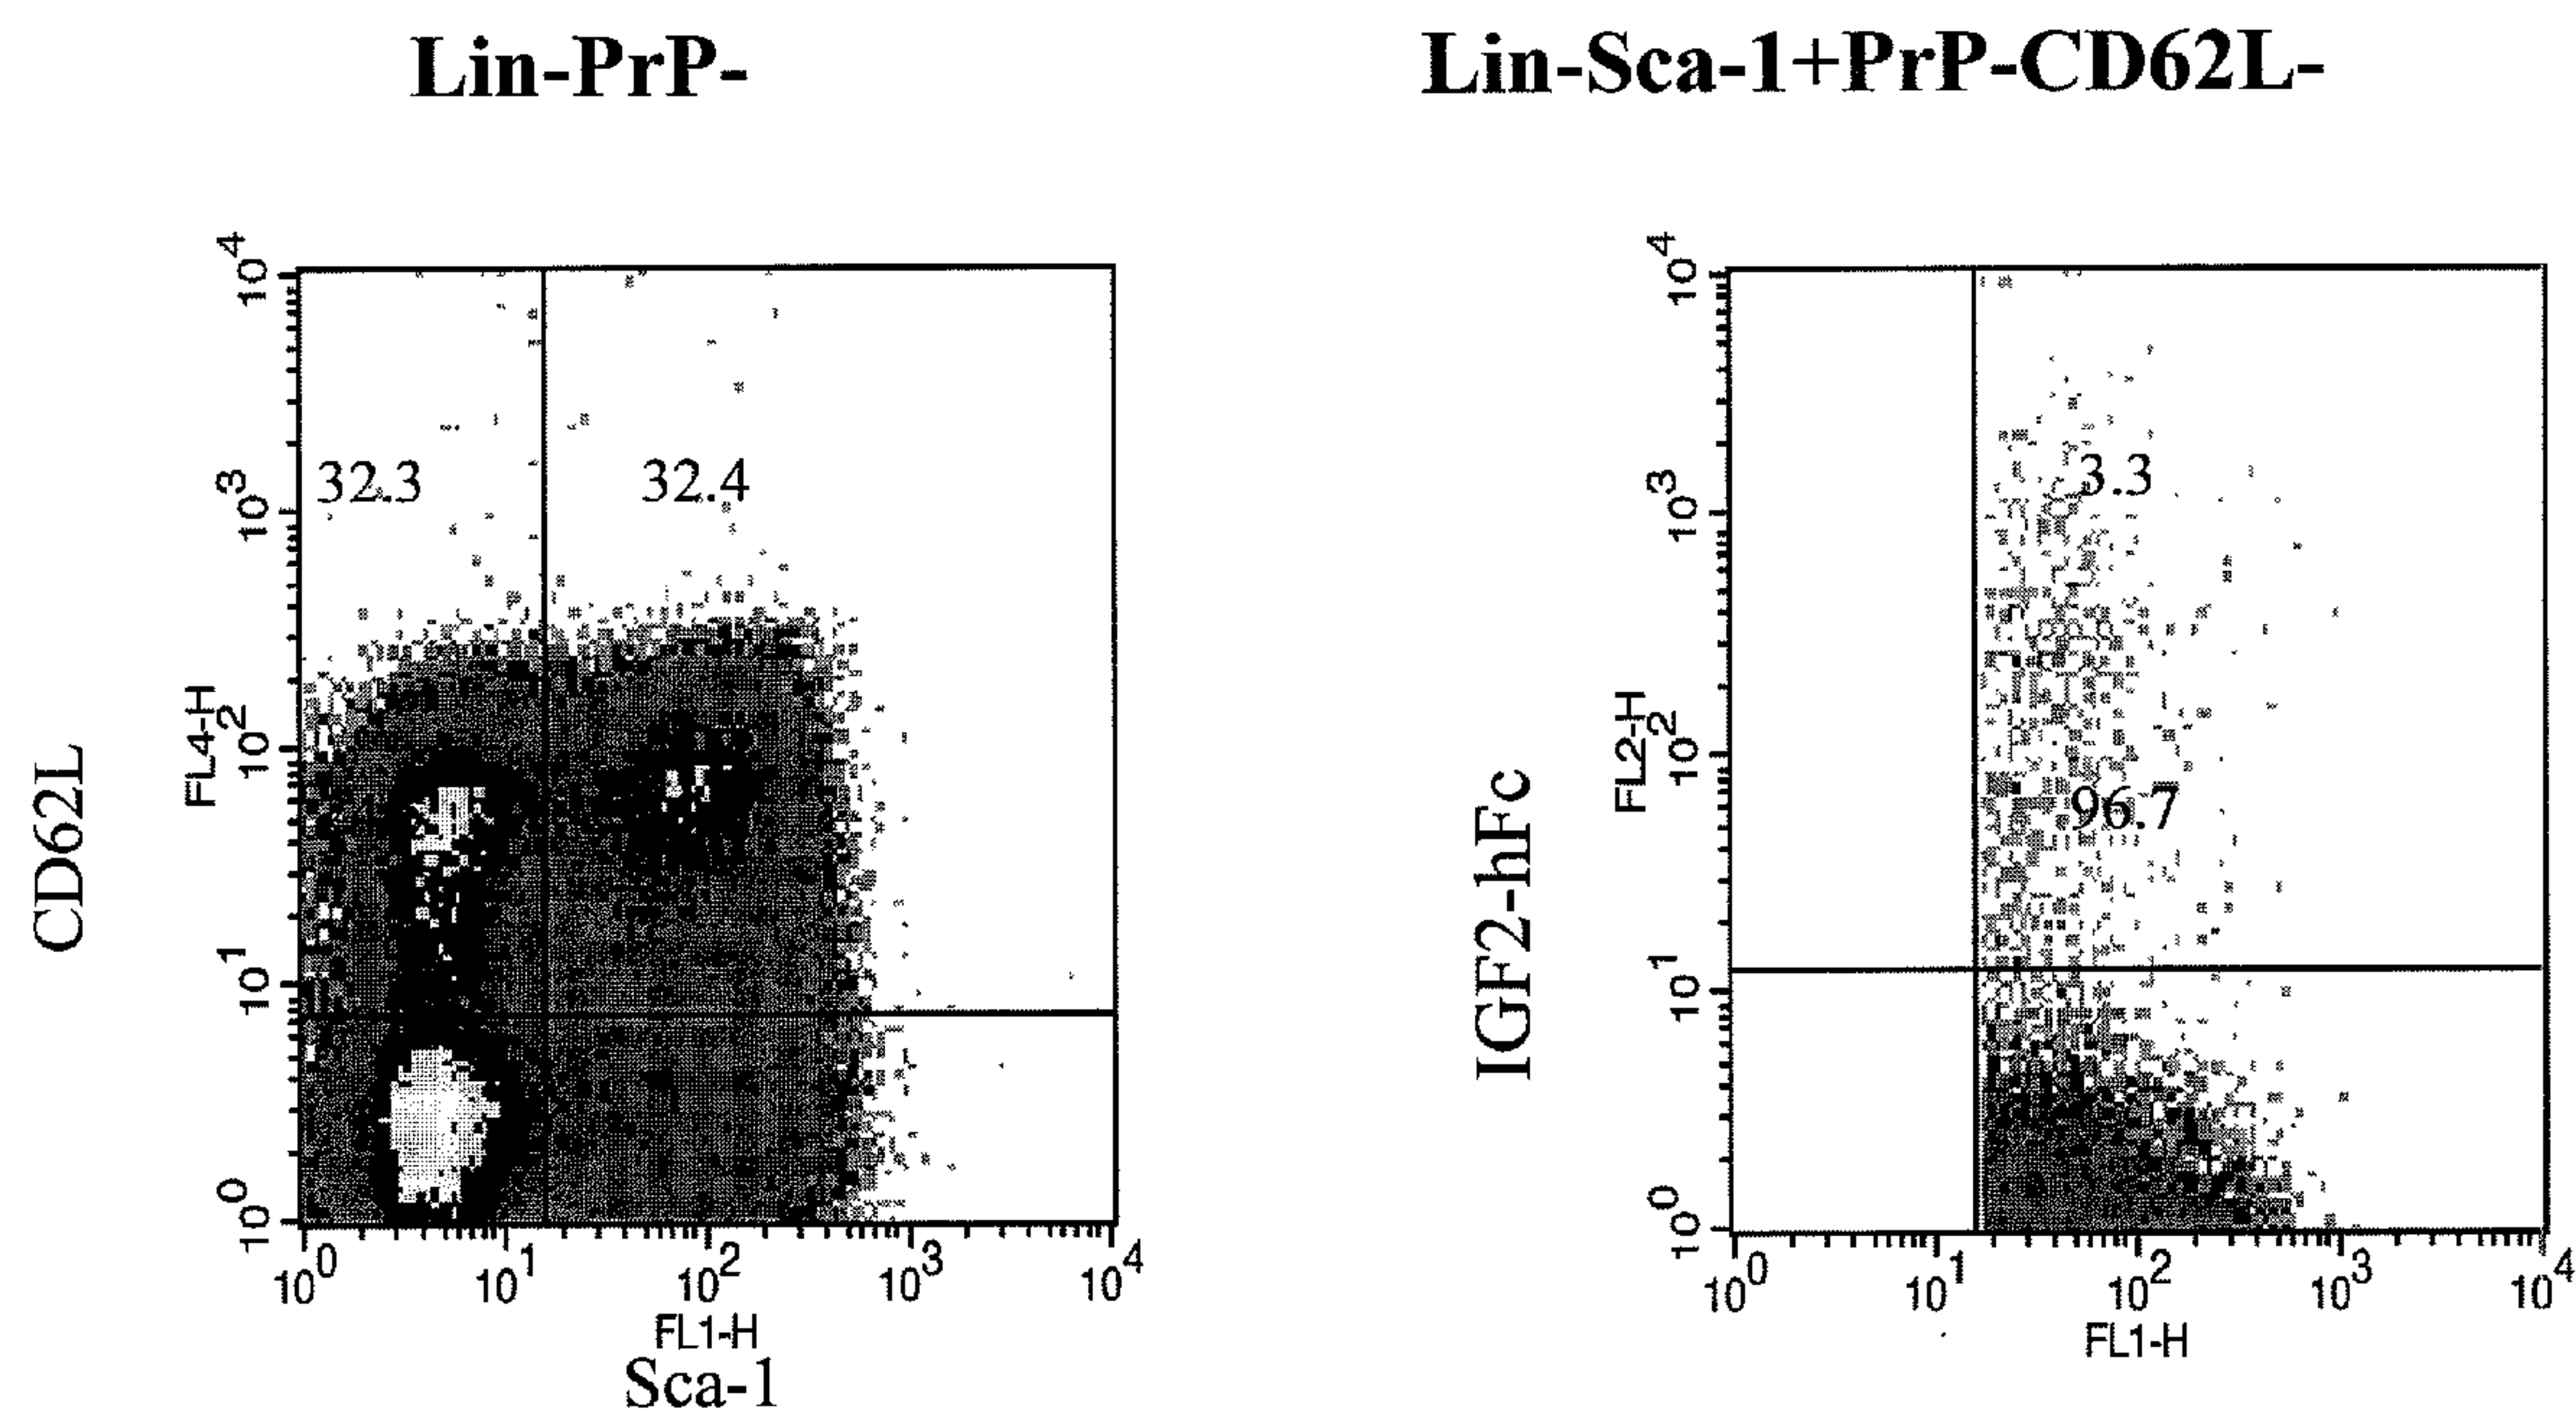 Lin-PrP-
CD62L
FL4-H
10^4
10^3
10^2
10^1
10^0
32.3
32.4
10^0 10^1 10^2 10^3 10^4
FL1-H
Sca-1
Lin-Sca-1+PrP-CD62L-
IGF2-hFc
FL2-H
10^4
10^3
10^2
10^1
10^0
3.3
96.7
10^0 10^1 10^2 10^3 10^4
FL1-H